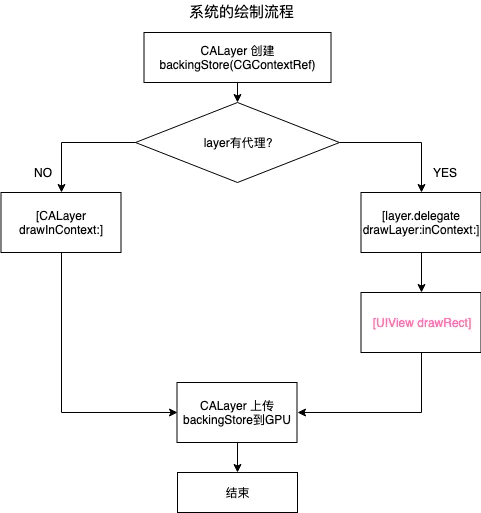 系统的绘制流程
CALayer 创建
backingStore(CGContextRef)
layer有代理?
NO
YES
[CALayer
drawInContext:]
[layer.delegate
drawLayer:inContext:]
[UIView drawRect]
CALayer 上传
backingStore到GPU
结束